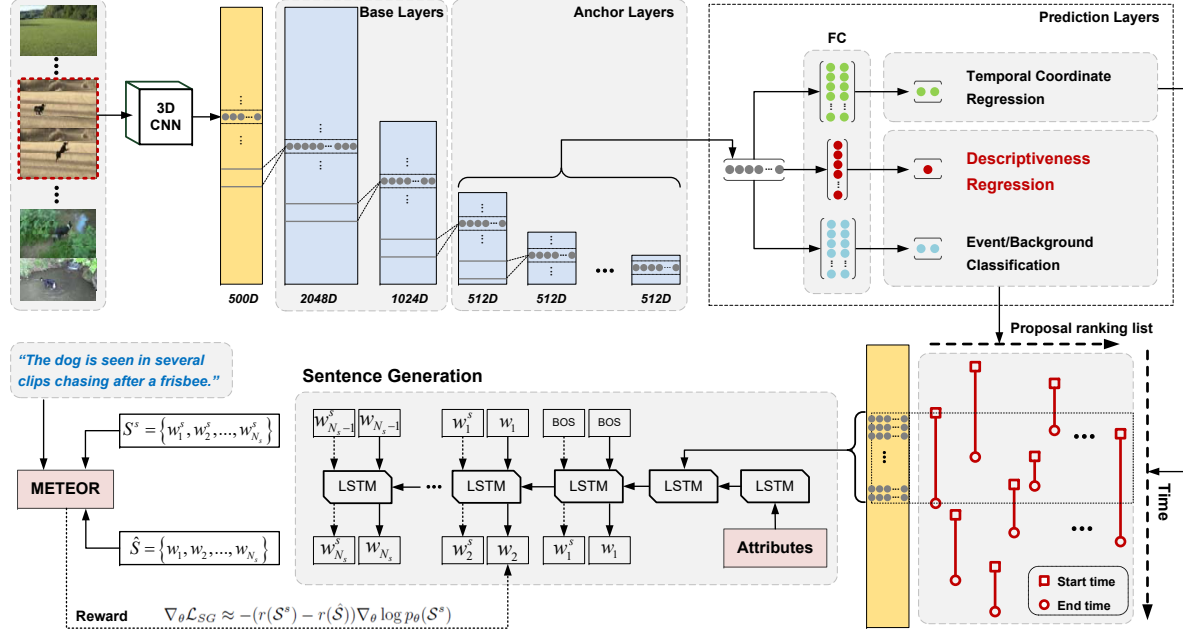 Base Layers
Anchor Layers
Prediction Layers
3D
CNN
FC
Temporal Coordinate
Regression
Descriptiveness
Regression
Event/Background
Classification
500D
2048D
1024D
512D
512D
512D
Proposal ranking list
“The dog is seen in several
clips chasing after a frisbee.”
Sentence Generation
S^s = {w_1^s, w_2^s, ..., w_{N_s}^s}
METEOR
Ŝ = {w_1, w_2, ..., w_{N_s}}
w_{N_s-1}^s w_{N_s-1} w_1^s w_1 BOS BOS
LSTM ... LSTM LSTM LSTM LSTM
w_{N_s}^s w_{N_s} w_2^s w_2 w_1^s w_1
Attributes
Time
Start time
End time
Reward ∇_θ L_{SG} ≈ −(r(S^s) − r(Ŝ))∇_θ log p_θ(S^s)